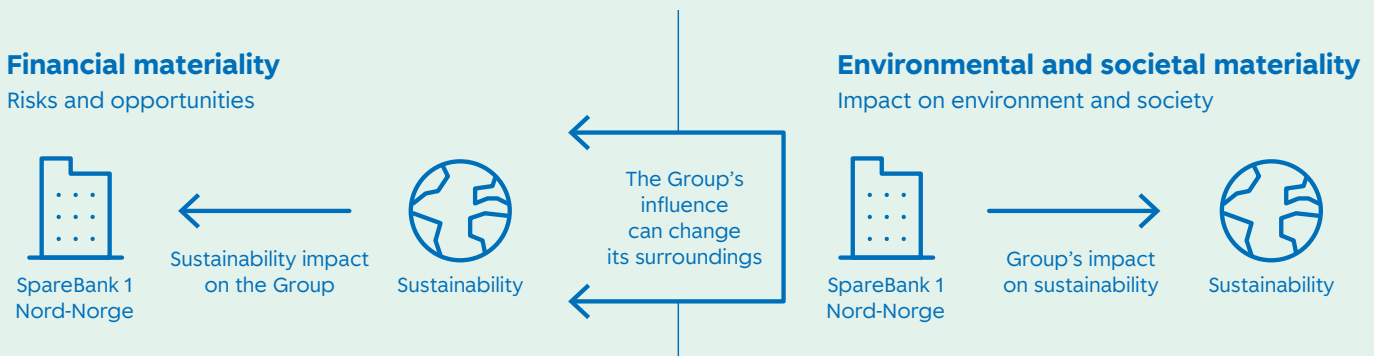 Financial materiality
Risks and opportunities
SpareBank 1
Nord-Norge
Sustainability impact
on the Group
Sustainability
The Group's
influence
can change
its surroundings
Environmental and societal materiality
Impact on environment and society
SpareBank 1
Nord-Norge
Group's impact
on sustainability
Sustainability